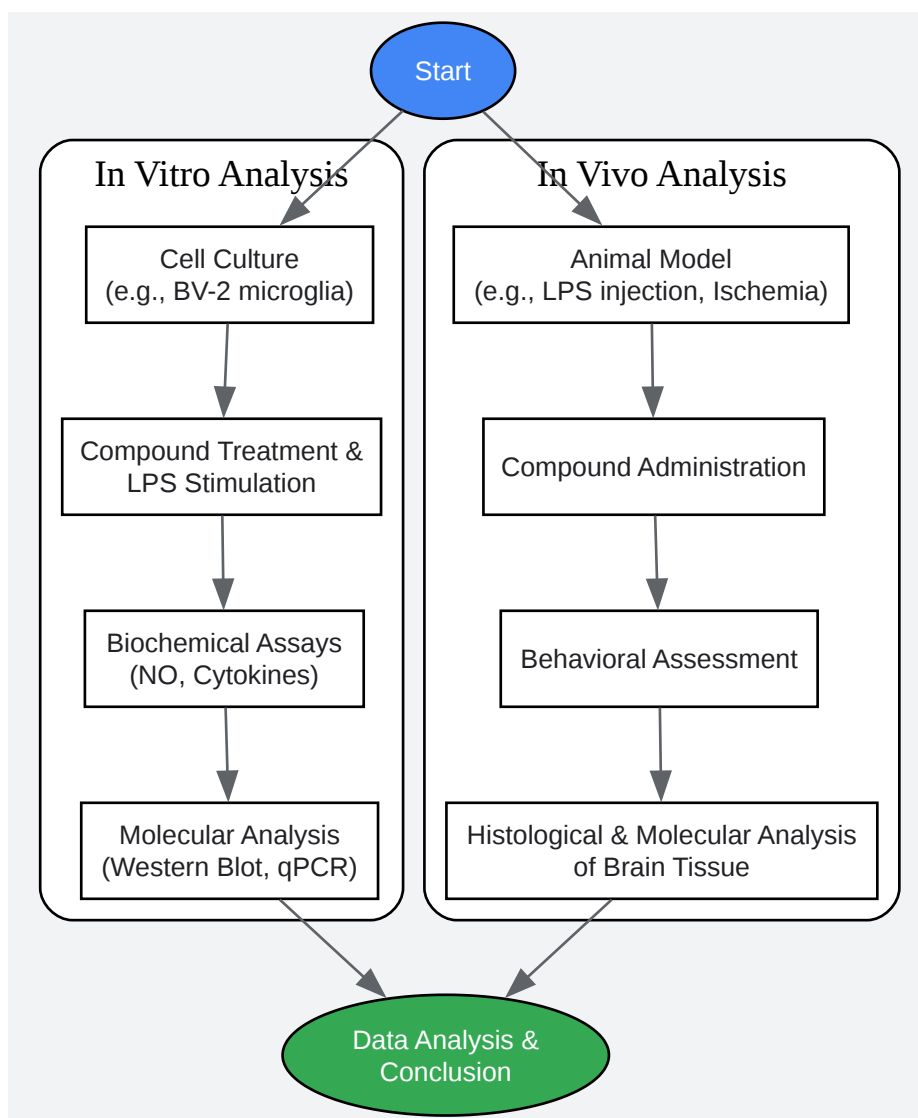 Start
In Vitro Analysis
Cell Culture
(e.g., BV-2 microglia)
Compound Treatment &
LPS Stimulation
Biochemical Assays
(NO, Cytokines)
Molecular Analysis
(Western Blot, qPCR)
In Vivo Analysis
Animal Model
(e.g., LPS injection, Ischemia)
Compound Administration
Behavioral Assessment
Histological & Molecular Analysis
of Brain Tissue
Data Analysis &
Conclusion